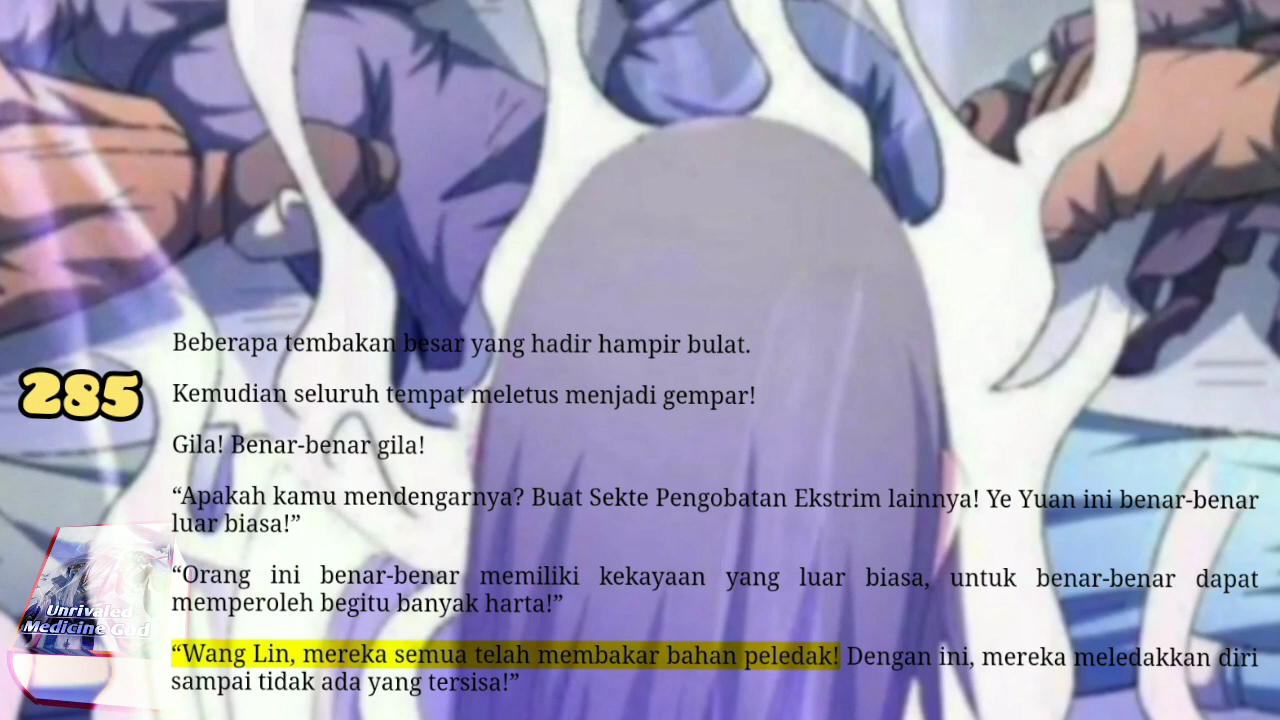 Beberapa tembakan besar yang hadir hampir bulat.
Kemudian seluruh tempat meletus menjadi gempar!
285
Gila! Benar-benar gila!
“Apakah kamu mendengarnya? Buat Sekte Pengobatan Ekstrim lainnya! Ye Yuan ini benar-benar
luar biasa!”
“Orang ini benar-benar memiliki kekayaan yang luar biasa, untuk benar-benar dapat
memperoleh begitu banyak harta!”
Unrivaled
Medicine God
“Wang Lin, mereka semua telah membakar bahan peledak! Dengan ini, mereka meledakkan diri
sampai tidak ada yang tersisa!”